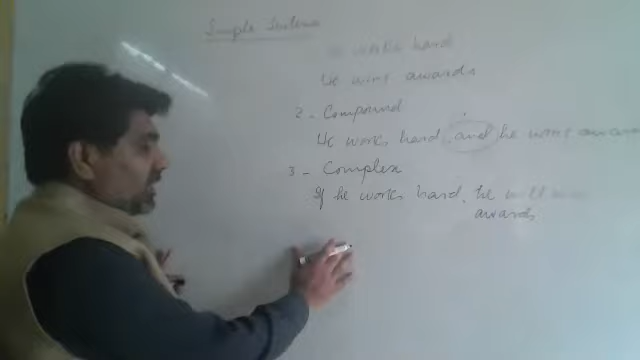 Simple Sentence
works hard
He wins awards
2 - Compound
He works hard, and he wins awards
3 - Complex
If he works hard, he will win
awards